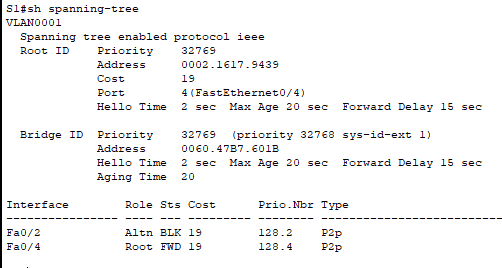 S1#sh spanning-tree
VLAN0001
  Spanning tree enabled protocol ieee
  Root ID    Priority    32769
             Address     0002.1617.9439
             Cost        19
             Port        4(FastEthernet0/4)
             Hello Time  2 sec  Max Age 20 sec  Forward Delay 15 sec

  Bridge ID  Priority    32769  (priority 32768 sys-id-ext 1)
             Address     0060.47B7.601B
             Hello Time  2 sec  Max Age 20 sec  Forward Delay 15 sec
             Aging Time  20

Interface        Role Sts Cost      Prio.Nbr Type
---------------- ---- --- --------- -------- --------------------------------
Fa0/2            Altn BLK 19        128.2    P2p
Fa0/4            Root FWD 19        128.4    P2p